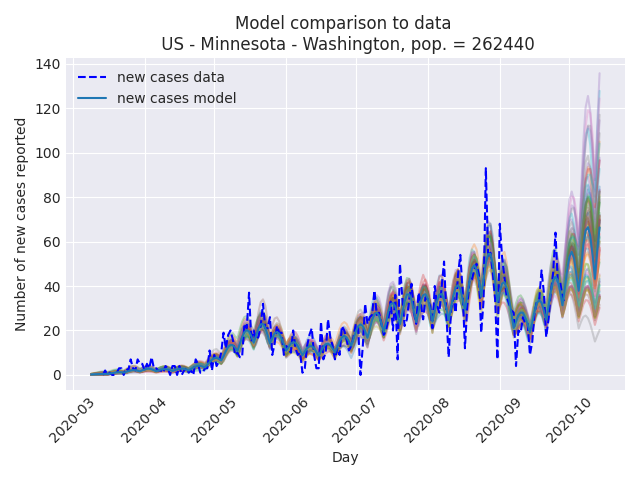 Model comparison to data
US - Minnesota - Washington, pop. = 262440
140
120
100
80
60
40
20
0
Number of new cases reported
new cases data
new cases model
2020-03
2020-04
2020-05
2020-06
2020-07
2020-08
2020-09
2020-10
Day